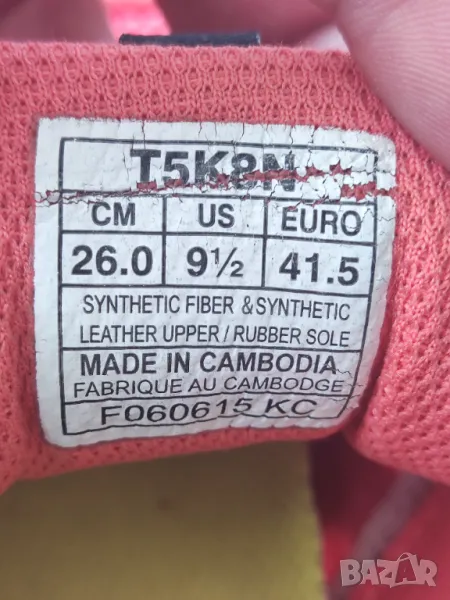 T5K8N
CM US EURO
26.0 9½ 41.5
SYNTHETIC FIBER & SYNTHETIC
LEATHER UPPER / RUBBER SOLE
MADE IN CAMBODIA
FABRIQUE AU CAMBODGE
F060615 KC
BAZAR